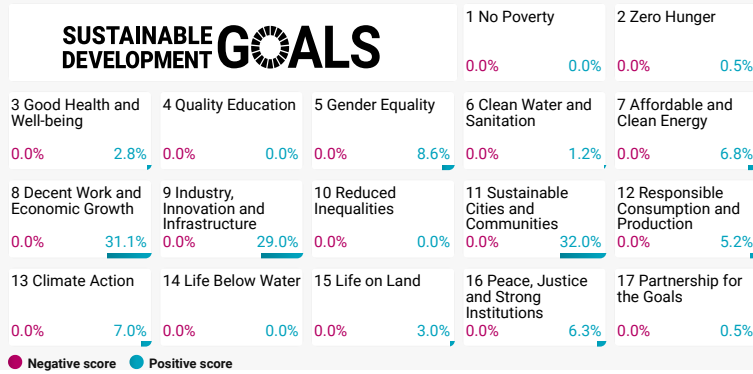 SUSTAINABLE
DEVELOPMENT GOALS
1 No Poverty
0.0% 0.0%
2 Zero Hunger
0.0% 0.5%
3 Good Health and
Well-being
0.0% 2.8%
4 Quality Education
0.0% 0.0%
5 Gender Equality
0.0% 8.6%
6 Clean Water and
Sanitation
0.0% 1.2%
7 Affordable and
Clean Energy
0.0% 6.8%
8 Decent Work and
Economic Growth
0.0% 31.1%
9 Industry,
Innovation and
Infrastructure
0.0% 29.0%
10 Reduced
Inequalities
0.0% 0.0%
11 Sustainable
Cities and
Communities
0.0% 32.0%
12 Responsible
Consumption and
Production
0.0% 5.2%
13 Climate Action
0.0% 7.0%
14 Life Below Water
0.0% 0.0%
15 Life on Land
0.0% 3.0%
16 Peace, Justice
and Strong
Institutions
0.0% 6.3%
17 Partnership for
the Goals
0.0% 0.5%
Negative score Positive score